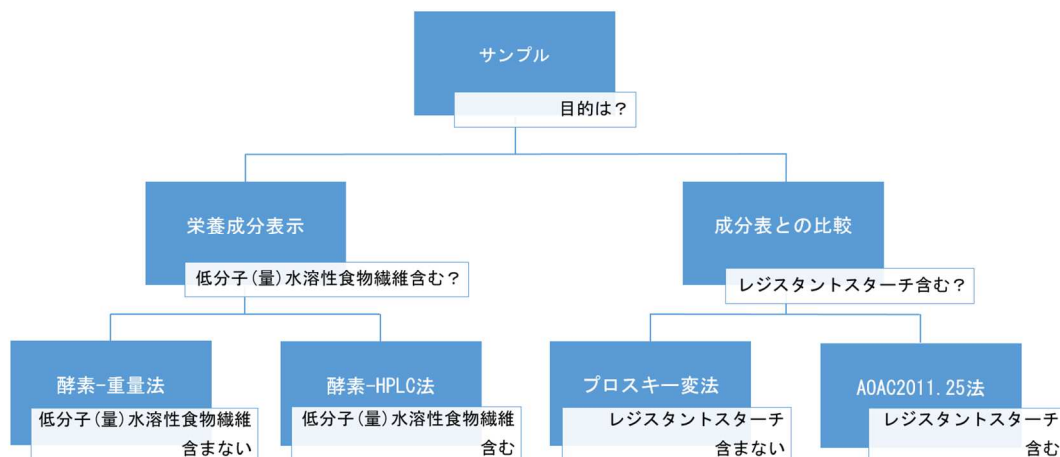 サンプル
目的は？
栄養成分表示
低分子(量)水溶性食物繊維含む？
成分表との比較
レジスタントスターチ含む？
酵素-重量法
低分子(量)水溶性食物繊維
含まない
酵素-HPLC法
低分子(量)水溶性食物繊維
含む
プロスキー変法
レジスタントスターチ
含まない
AOAC2011.25法
レジスタントスターチ
含む